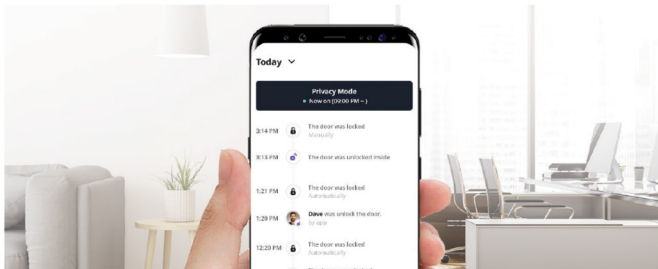 Today
Privacy Mode
Now on (09:00 PM ~ )
3:14 PM
The door was locked
Manually
3:13 PM
The door was unlocked inside
1:21 PM
The door was locked
Automatically
1:20 PM
Dave was unlock the door.
by app
12:20 PM
The door was locked
Automatically